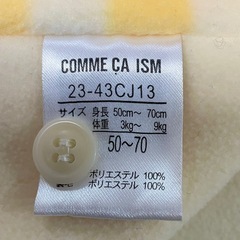 COMME ÇA ISM
23-43CJ13
サイズ 身長 50cm～ 70cm
体重 3kg～ 9kg
50～70
ポリエステル 100%
ポリエステル 100%